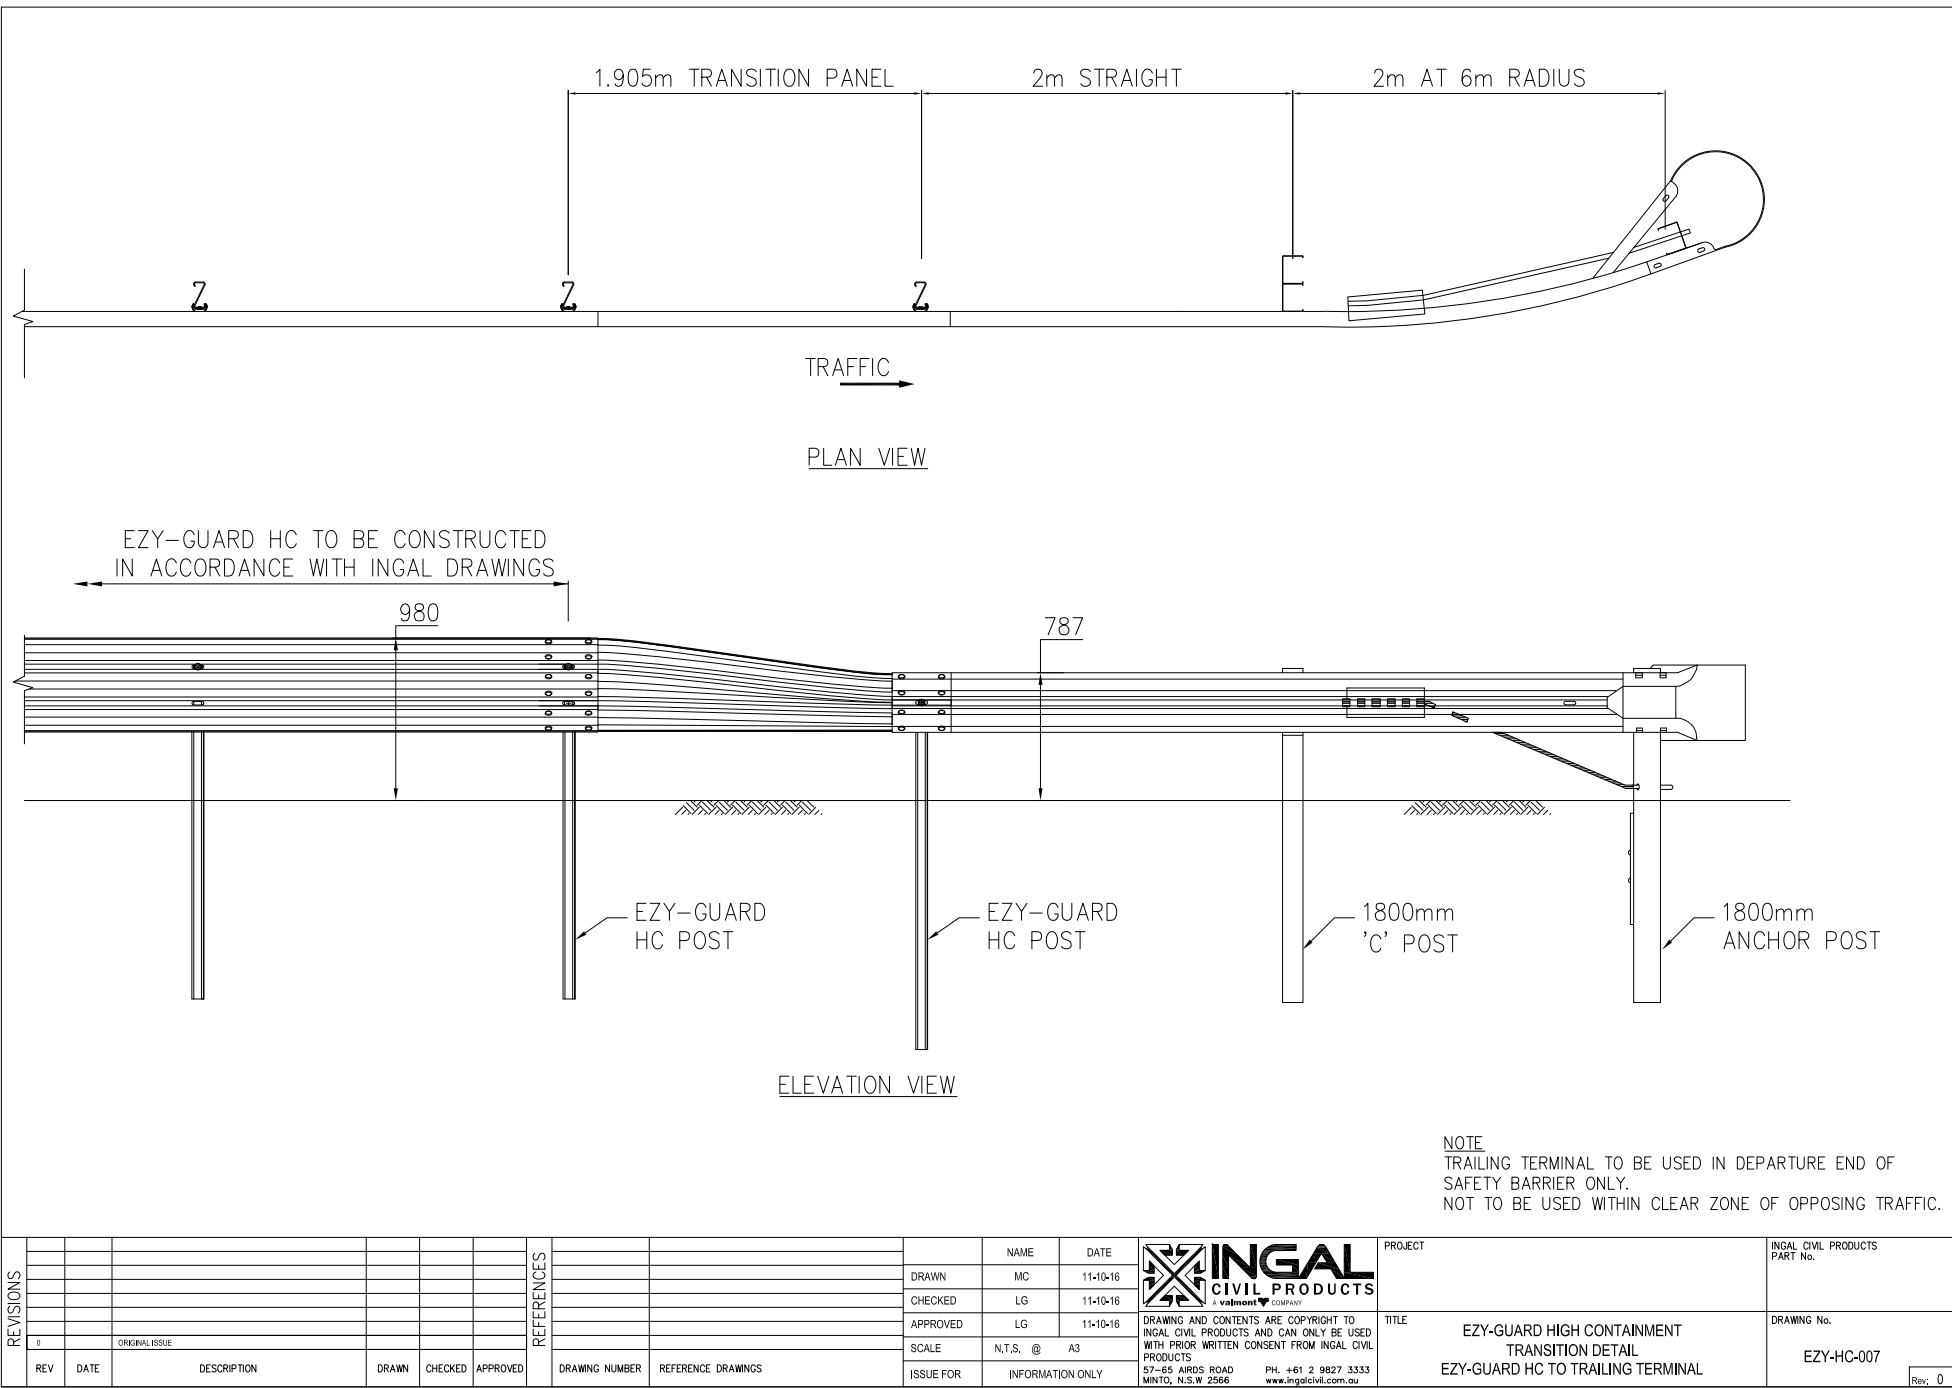 1.905m TRANSITION PANEL
2m STRAIGHT
2m AT 6m RADIUS
TRAFFIC
PLAN VIEW
EZY-GUARD HC TO BE CONSTRUCTED
IN ACCORDANCE WITH INGAL DRAWINGS
980
787
EZY-GUARD
HC POST
EZY-GUARD
HC POST
1800mm
'C' POST
1800mm
ANCHOR POST
ELEVATION VIEW
NOTE
TRAILING TERMINAL TO BE USED IN DEPARTURE END OF
SAFETY BARRIER ONLY.
NOT TO BE USED WITHIN CLEAR ZONE OF OPPOSING TRAFFIC.
REVISIONS
0 ORIGINAL ISSUE
REV DATE DESCRIPTION DRAWN CHECKED APPROVED
REFERENCES
DRAWING NUMBER REFERENCE DRAWINGS
NAME DATE
DRAWN MC 11-10-16
CHECKED LG 11-10-16
APPROVED LG 11-10-16
SCALE N.T.S. @ A3
ISSUE FOR INFORMATION ONLY
INGAL
CIVIL PRODUCTS
A valmont COMPANY
DRAWING AND CONTENTS ARE COPYRIGHT TO
INGAL CIVIL PRODUCTS AND CAN ONLY BE USED
WITH PRIOR WRITTEN CONSENT FROM INGAL CIVIL
PRODUCTS
57-65 AIRDS ROAD PH. +61 2 9827 3333
MINTO, N.S.W 2566 www.ingalcivil.com.au
PROJECT
TITLE
EZY-GUARD HIGH CONTAINMENT
TRANSITION DETAIL
EZY-GUARD HC TO TRAILING TERMINAL
INGAL CIVIL PRODUCTS
PART No.
DRAWING No.
EZY-HC-007
Rev: 0